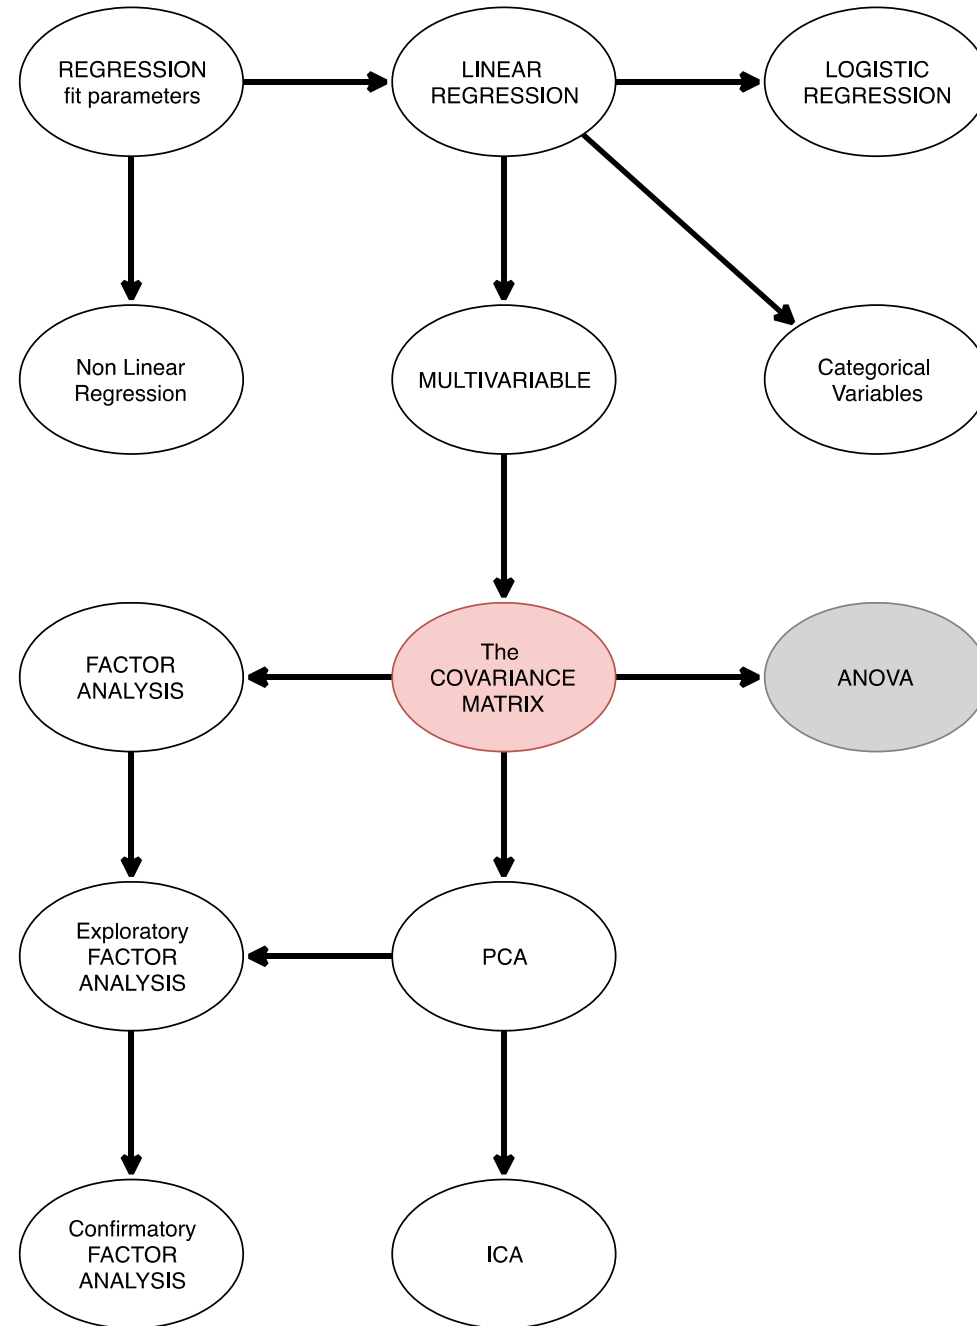 REGRESSION
fit parameters
LINEAR
REGRESSION
LOGISTIC
REGRESSION
Non Linear
Regression
MULTIVARIABLE
Categorical
Variables
FACTOR
ANALYSIS
The
COVARIANCE
MATRIX
ANOVA
Exploratory
FACTOR
ANALYSIS
PCA
Confirmatory
FACTOR
ANALYSIS
ICA